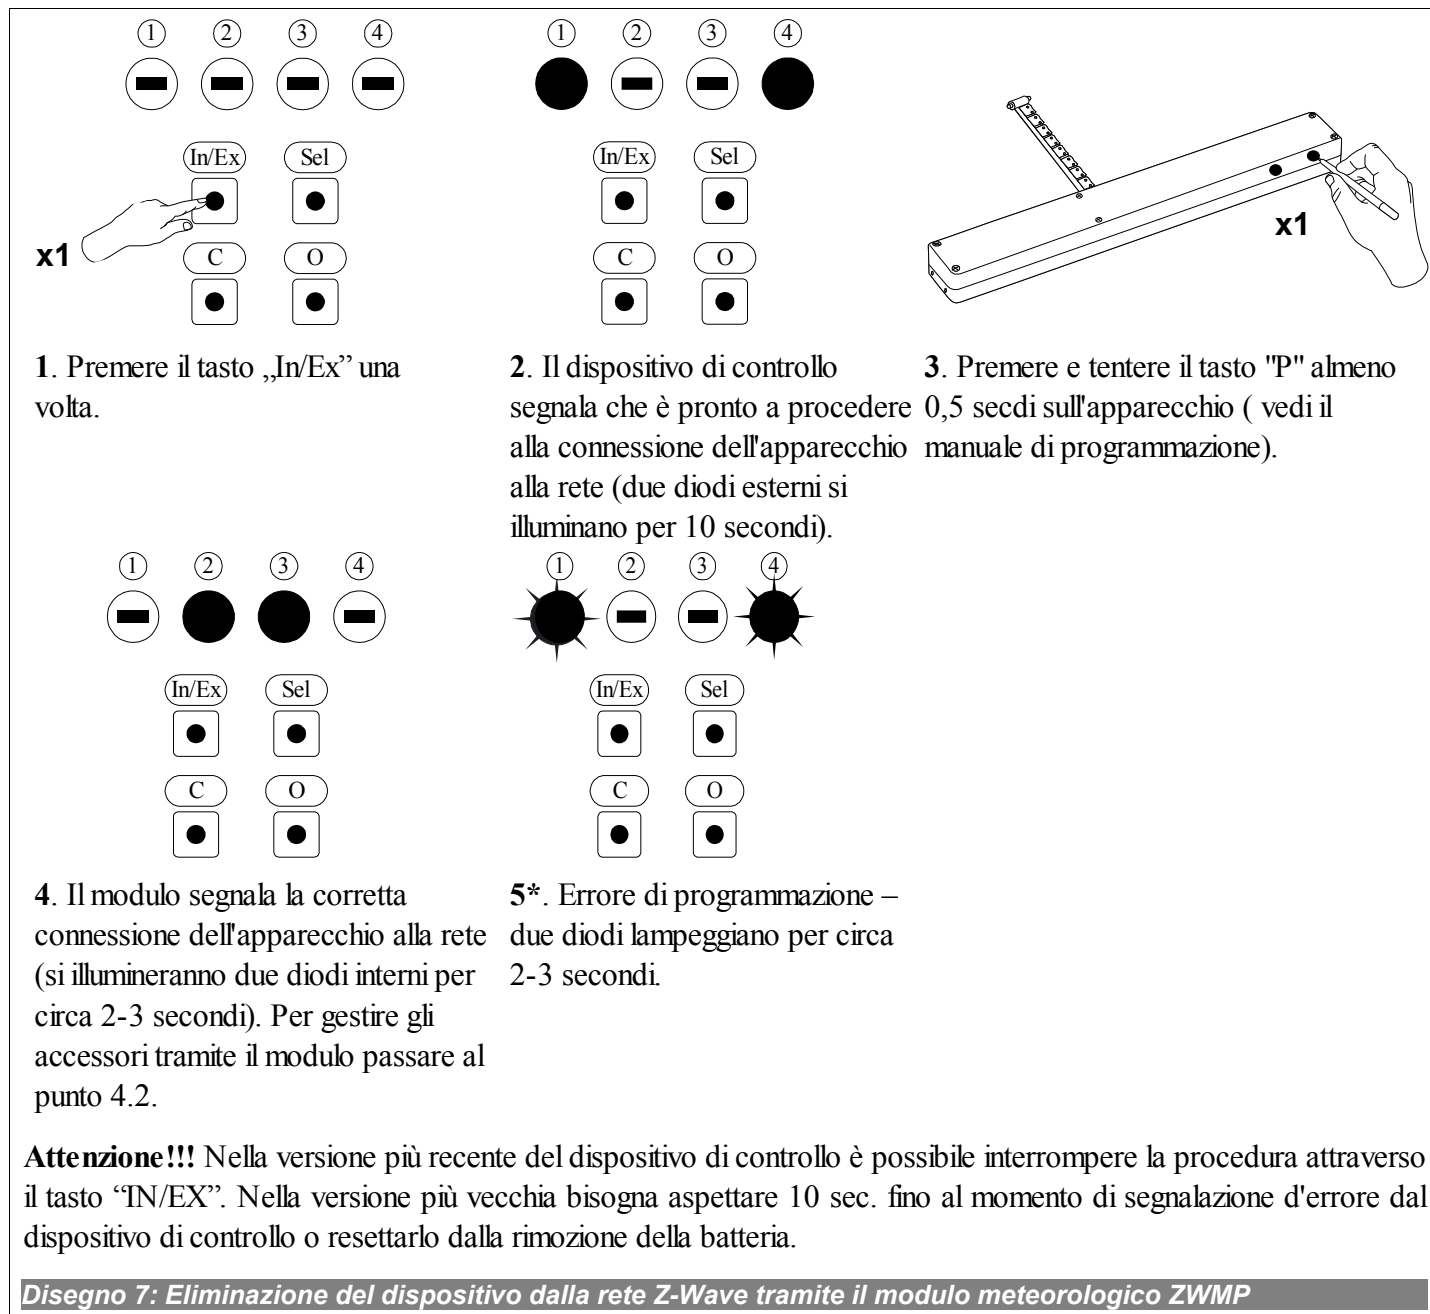 1 2 3 4
In/Ex Sel
x1
C O
1 2 3 4
In/Ex Sel
C O
x1
1. Premere il tasto „In/Ex” una
volta.
2. Il dispositivo di controllo
segnala che è pronto a procedere
alla connessione dell'apparecchio
alla rete (due diodi esterni si
illuminano per 10 secondi).
3. Premere e tentere il tasto "P" almeno
0,5 secdi sull'apparecchio ( vedi il
manuale di programmazione).
1 2 3 4
In/Ex Sel
C O
1 2 3 4
In/Ex Sel
C O
4. Il modulo segnala la corretta
connessione dell'apparecchio alla rete
(si illumineranno due diodi interni per
circa 2-3 secondi). Per gestire gli
accessori tramite il modulo passare al
punto 4.2.
5*. Errore di programmazione –
due diodi lampeggiano per circa
2-3 secondi.
Attenzione!!! Nella versione più recente del dispositivo di controllo è possibile interrompere la procedura attraverso
il tasto “IN/EX”. Nella versione più vecchia bisogna aspettare 10 sec. fino al momento di segnalazione d'errore dal
dispositivo di controllo o resettarlo dalla rimozione della batteria.
Disegno 7: Eliminazione del dispositivo dalla rete Z-Wave tramite il modulo meteorologico ZWMP